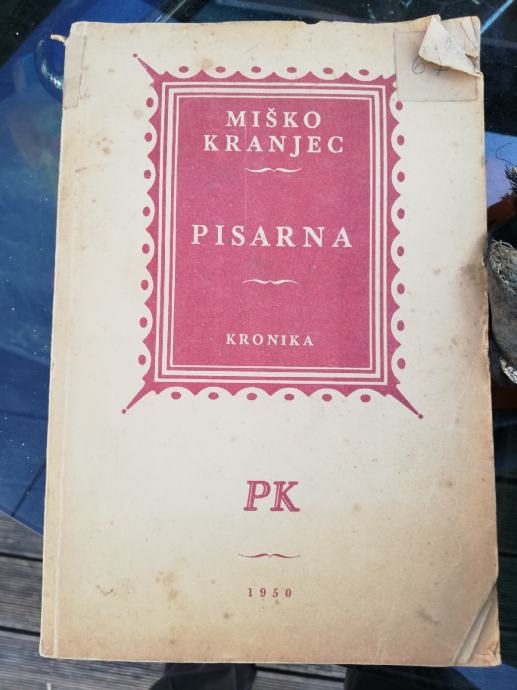 MIŠKO
KRANJEC
PISARNA
KRONIKA
PK
1950